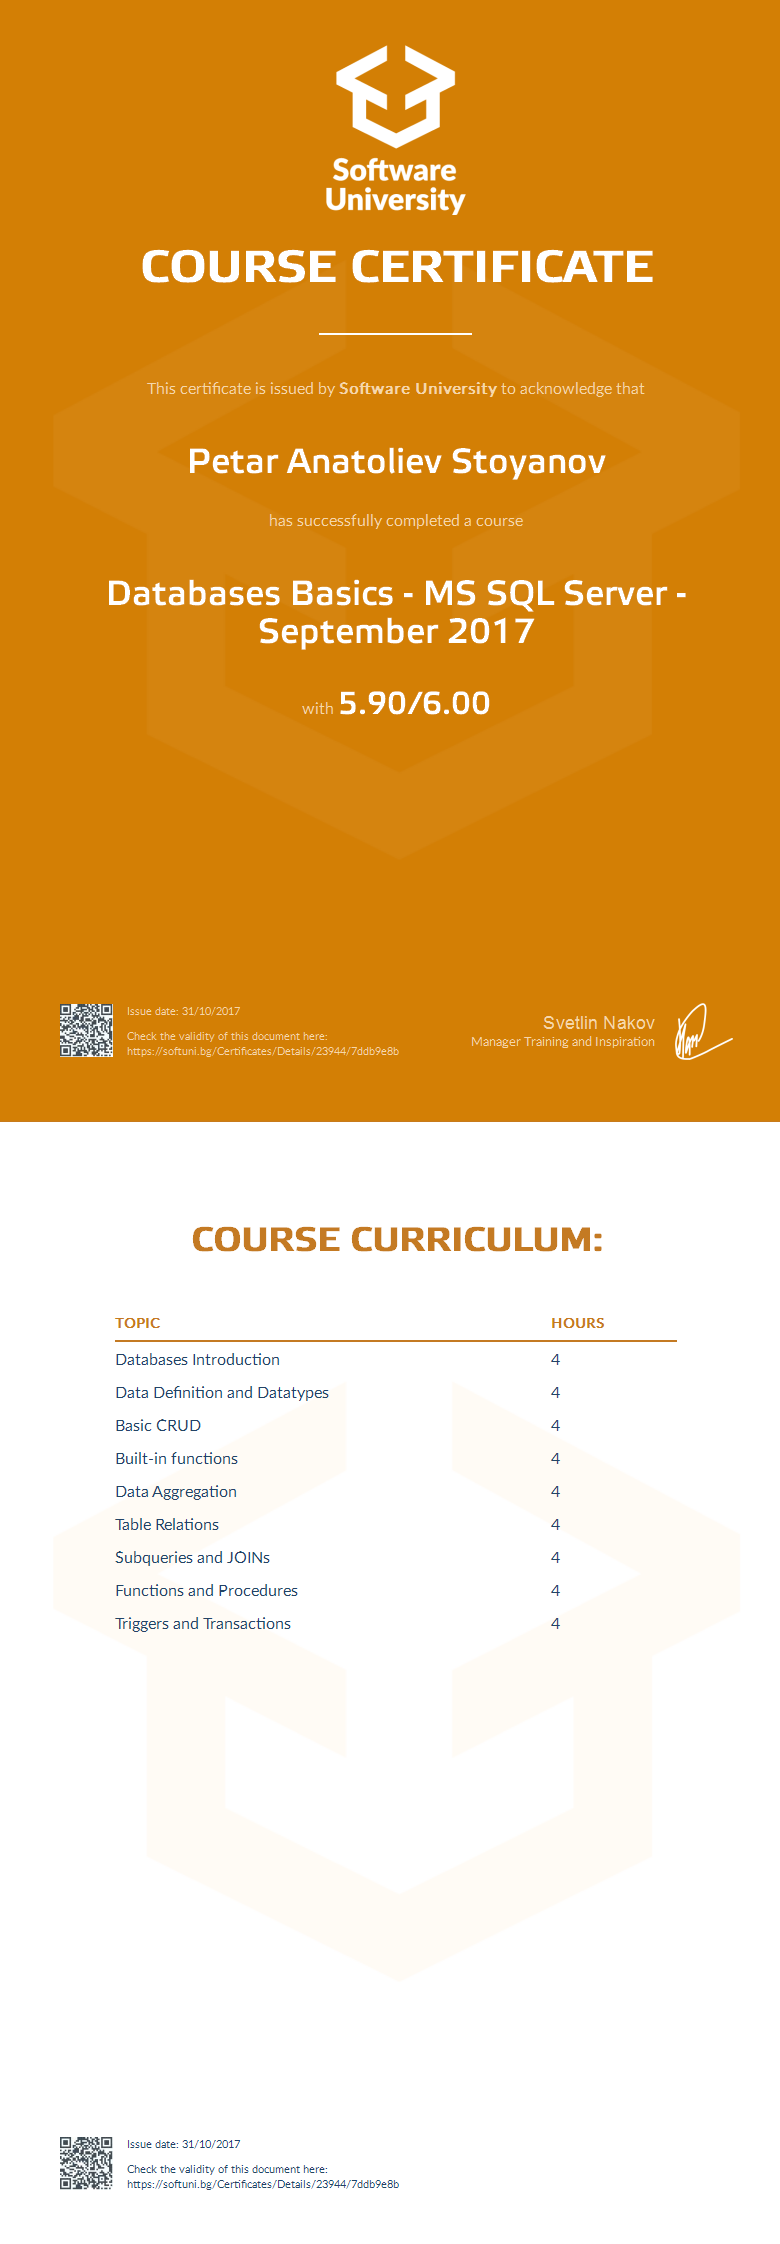 Software
University
COURSE CERTIFICATE
This certificate is issued by Software University to acknowledge that
Petar Anatoliev Stoyanov
has successfully completed a course
Databases Basics - MS SQL Server -
September 2017
with 5.90/6.00
Issue date: 31/10/2017
Check the validity of this document here:
https://softuni.bg/Certificates/Details/23944/7ddb9e8b
Svetlin Nakov
Manager Training and Inspiration
COURSE CURRICULUM:
TOPIC HOURS
Databases Introduction 4
Data Definition and Datatypes 4
Basic CRUD 4
Built-in functions 4
Data Aggregation 4
Table Relations 4
Subqueries and JOINs 4
Functions and Procedures 4
Triggers and Transactions 4
Issue date: 31/10/2017
Check the validity of this document here:
https://softuni.bg/Certificates/Details/23944/7ddb9e8b